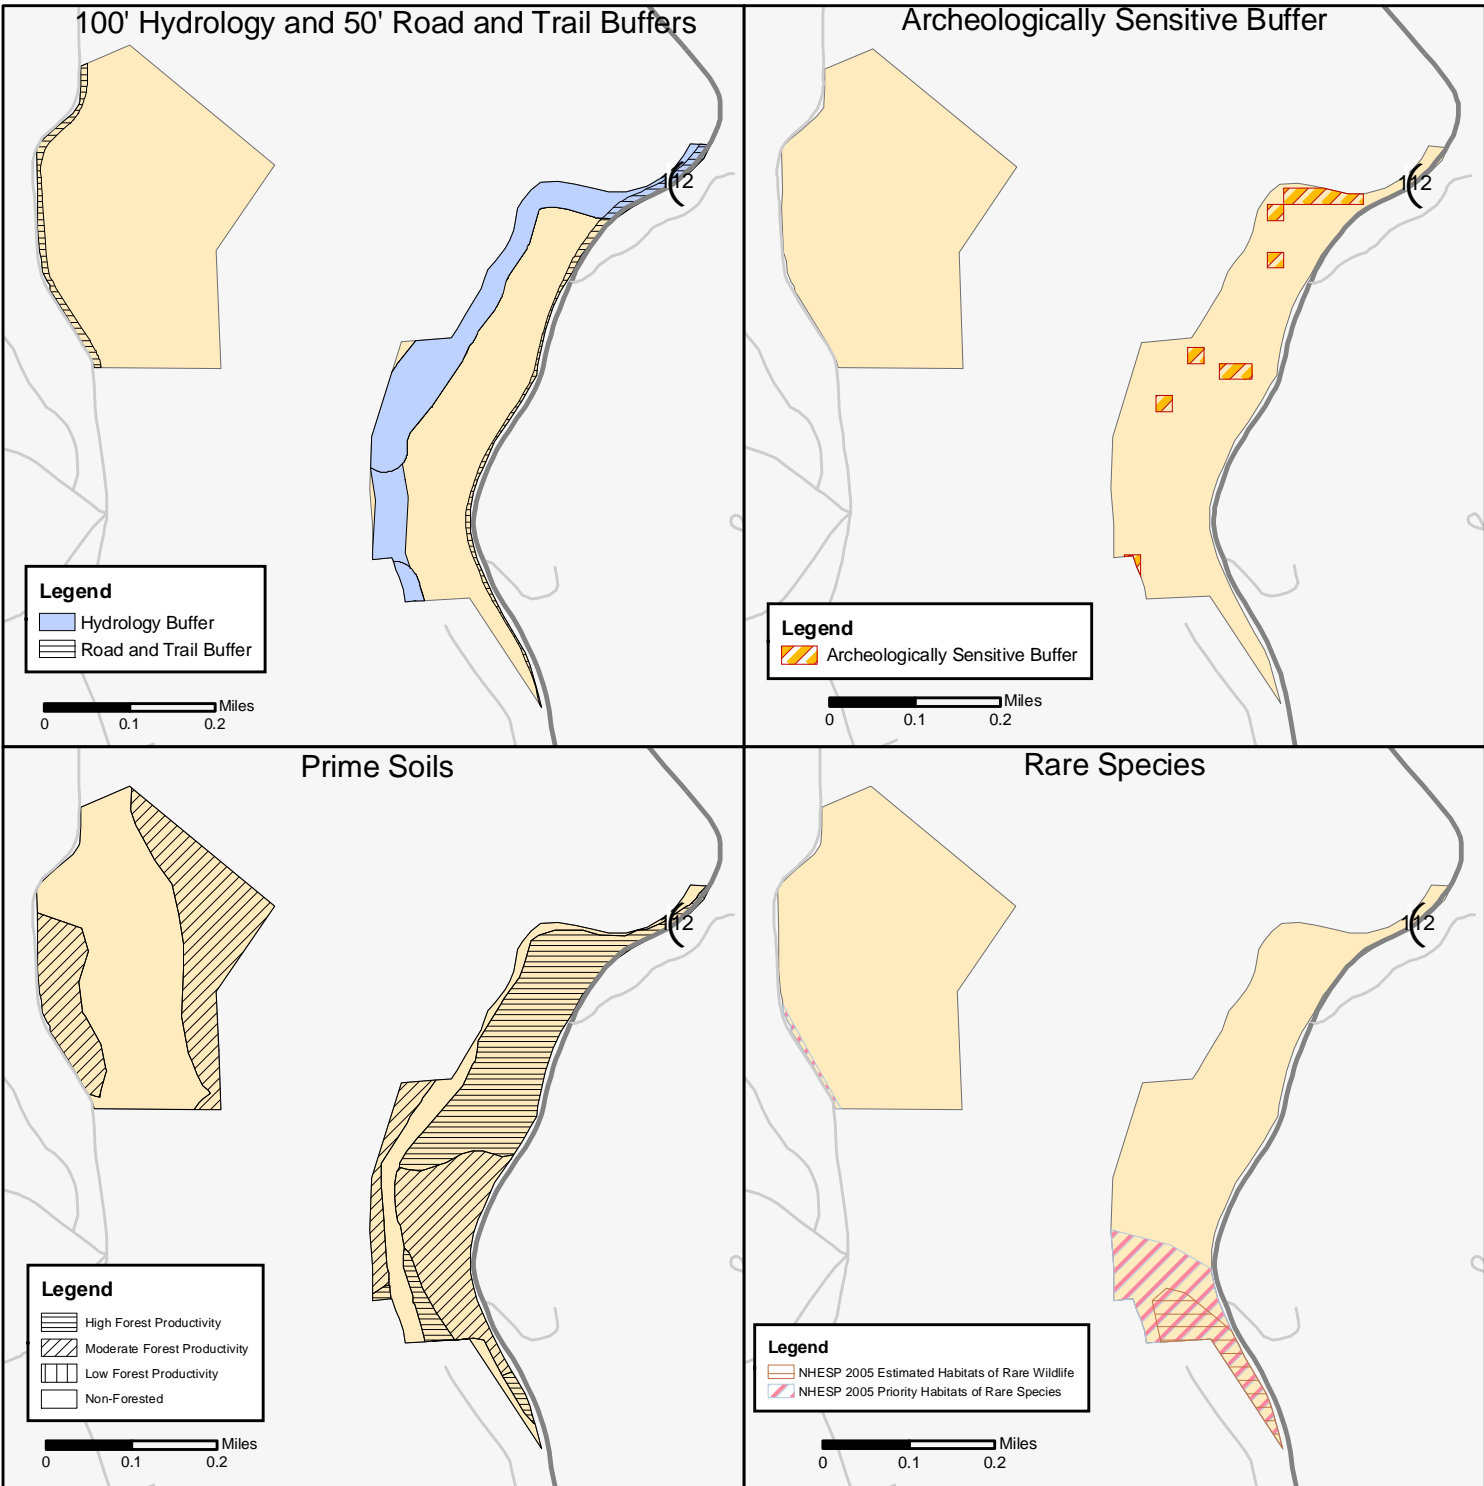 100' Hydrology and 50' Road and Trail Buffers
112
Legend
Hydrology Buffer
Road and Trail Buffer
Miles
0 0.1 0.2
Archeologically Sensitive Buffer
112
Legend
Archeologically Sensitive Buffer
Miles
0 0.1 0.2
Prime Soils
112
Legend
High Forest Productivity
Moderate Forest Productivity
Low Forest Productivity
Non-Forested
Miles
0 0.1 0.2
Rare Species
112
Legend
NHESP 2005 Estimated Habitats of Rare Wildlife
NHESP 2005 Priority Habitats of Rare Species
Miles
0 0.1 0.2